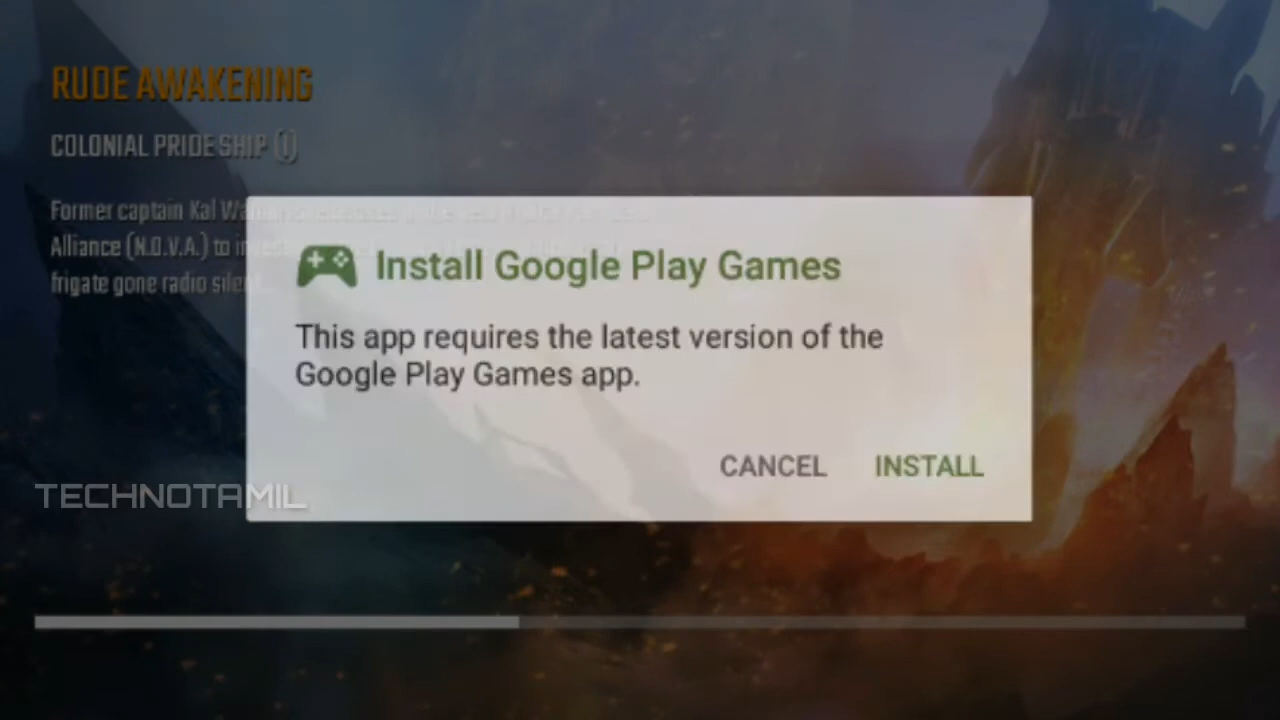 RUDE AWAKENING
COLONIAL PRIDE SHIP (1)
Former captain Kal
Alliance (N.O.V.A.) to
frigate gone radio
Install Google Play Games
This app requires the latest version of the
Google Play Games app.
CANCEL INSTALL
TECHNOTAMIL